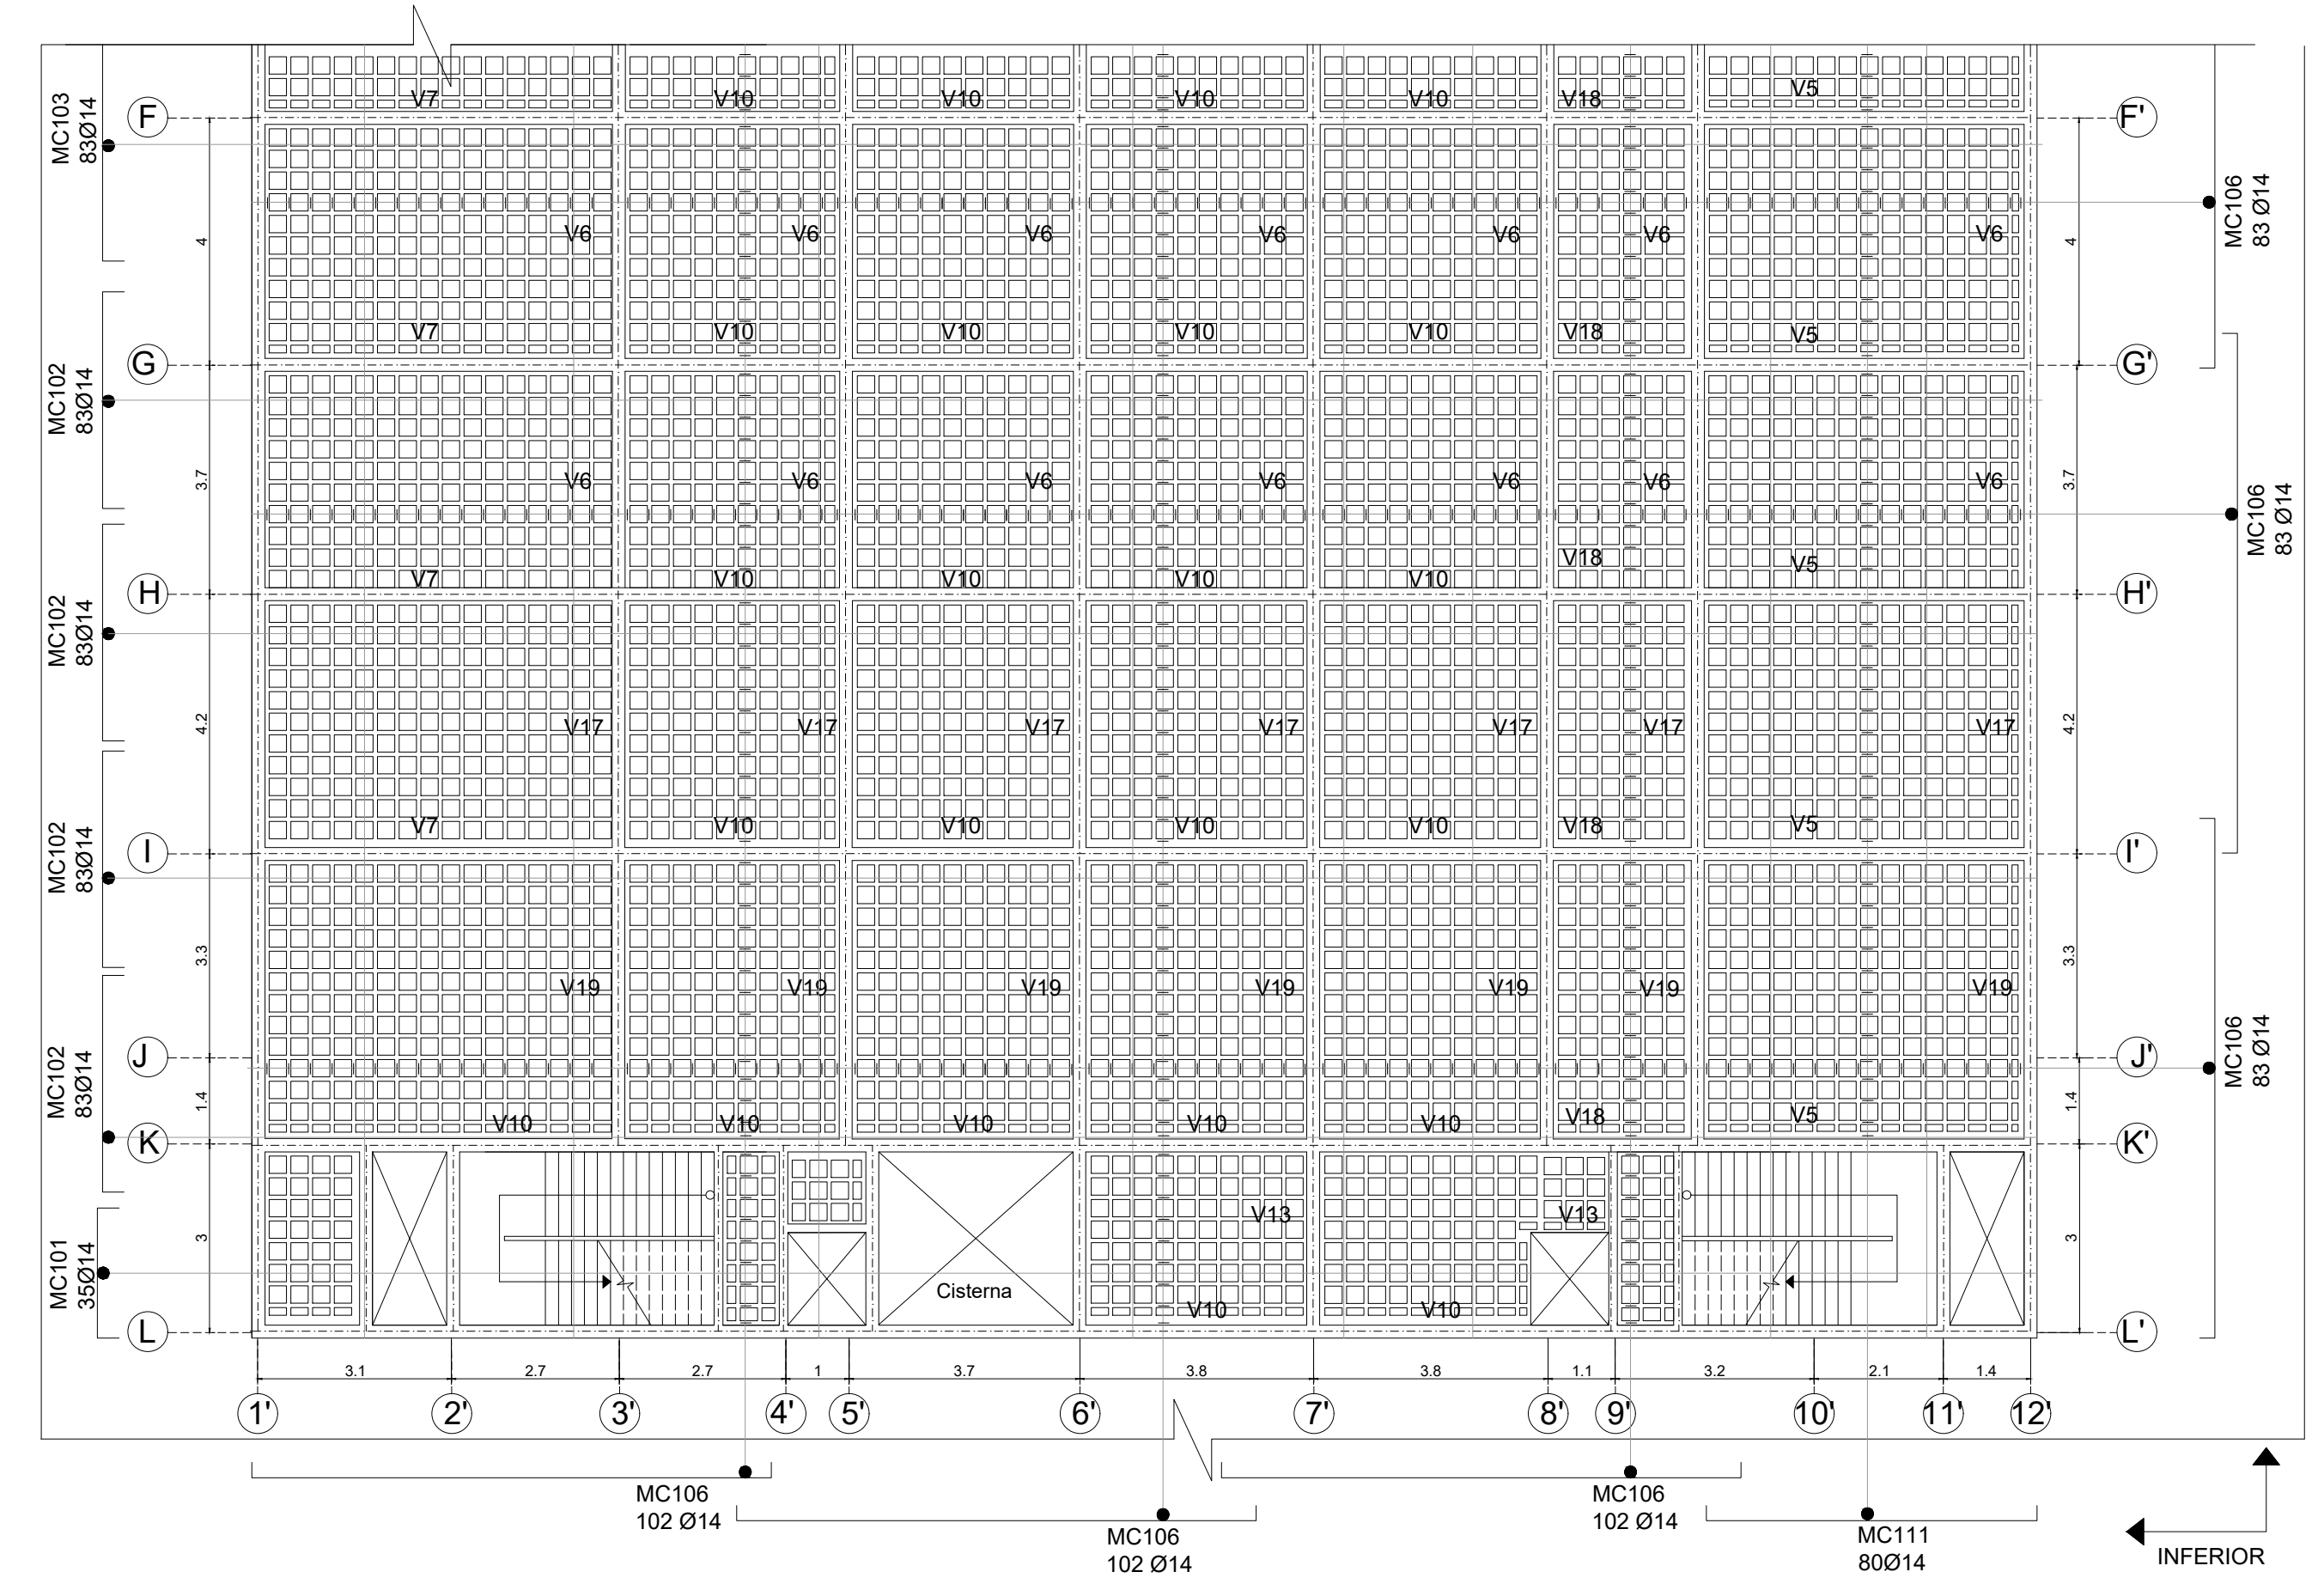 V7 V10 V10 V10 V10 V18 V5
MC103
83Ø14
F
F'
4
4
V6 V6 V6 V6 V6 V6 V6
MC106
83 Ø14
V7 V10 V10 V10 V10 V18 V5
G
G'
MC102
83Ø14
3.7
3.7
V6 V6 V6 V6 V6 V6 V6
MC106
83 Ø14
V18 V5
V7 V10 V10 V10 V10
H
H'
MC102
83Ø14
4.2
4.2
V17 V17 V17 V17 V17 V17 V17
V7 V10 V10 V10 V10 V18 V5
I
I'
MC102
83Ø14
3.3
3.3
V19 V19 V19 V19 V19 V19 V19
J
J'
MC102
83Ø14
1.4
1.4
MC106
83 Ø14
V10 V10 V10 V10 V10 V18 V5
K
K'
V13 V13
3
3
MC101
35Ø14
Cisterna
V10 V10
L
L'
3.1 2.7 2.7 1 3.7 3.8 3.8 1.1 3.2 2.1 1.4
1' 2' 3' 4' 5' 6' 7' 8' 9' 10' 11' 12'
MC106
102 Ø14
MC106
102 Ø14
MC106
102 Ø14
MC111
80Ø14
INFERIOR